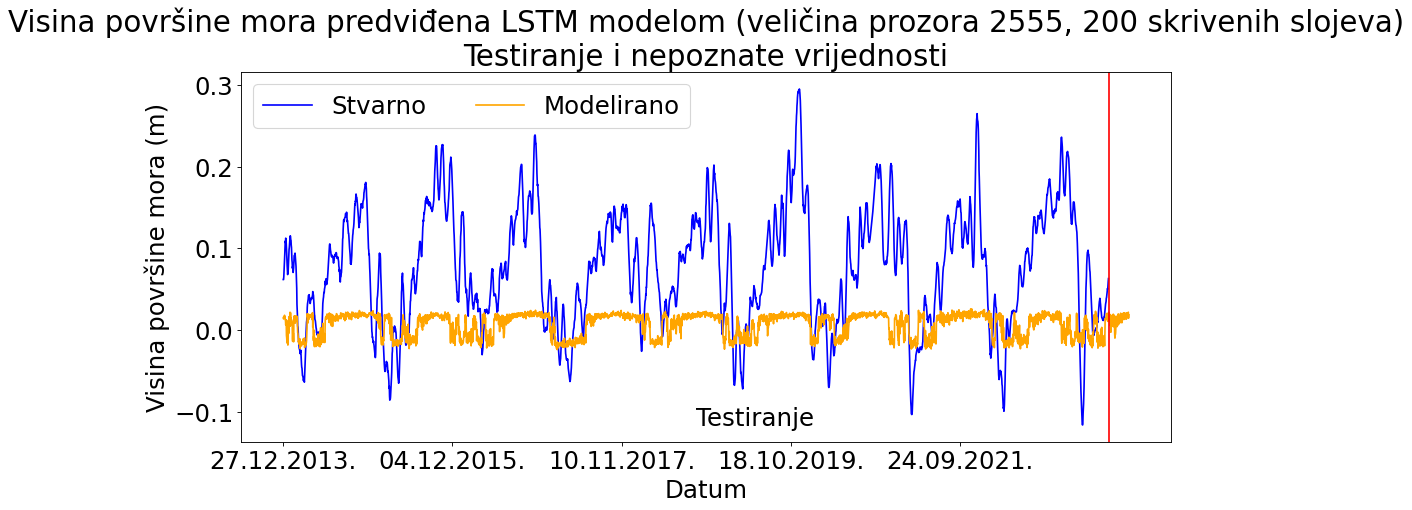 Visina površine mora predviđena LSTM modelom (veličina prozora 2555, 200 skrivenih slojeva)
Testiranje i nepoznate vrijednosti
Stvarno
Modelirano
Visina površine mora (m)
0.3
0.2
0.1
0.0
−0.1
Testiranje
27.12.2013.
04.12.2015.
10.11.2017.
18.10.2019.
24.09.2021.
Datum